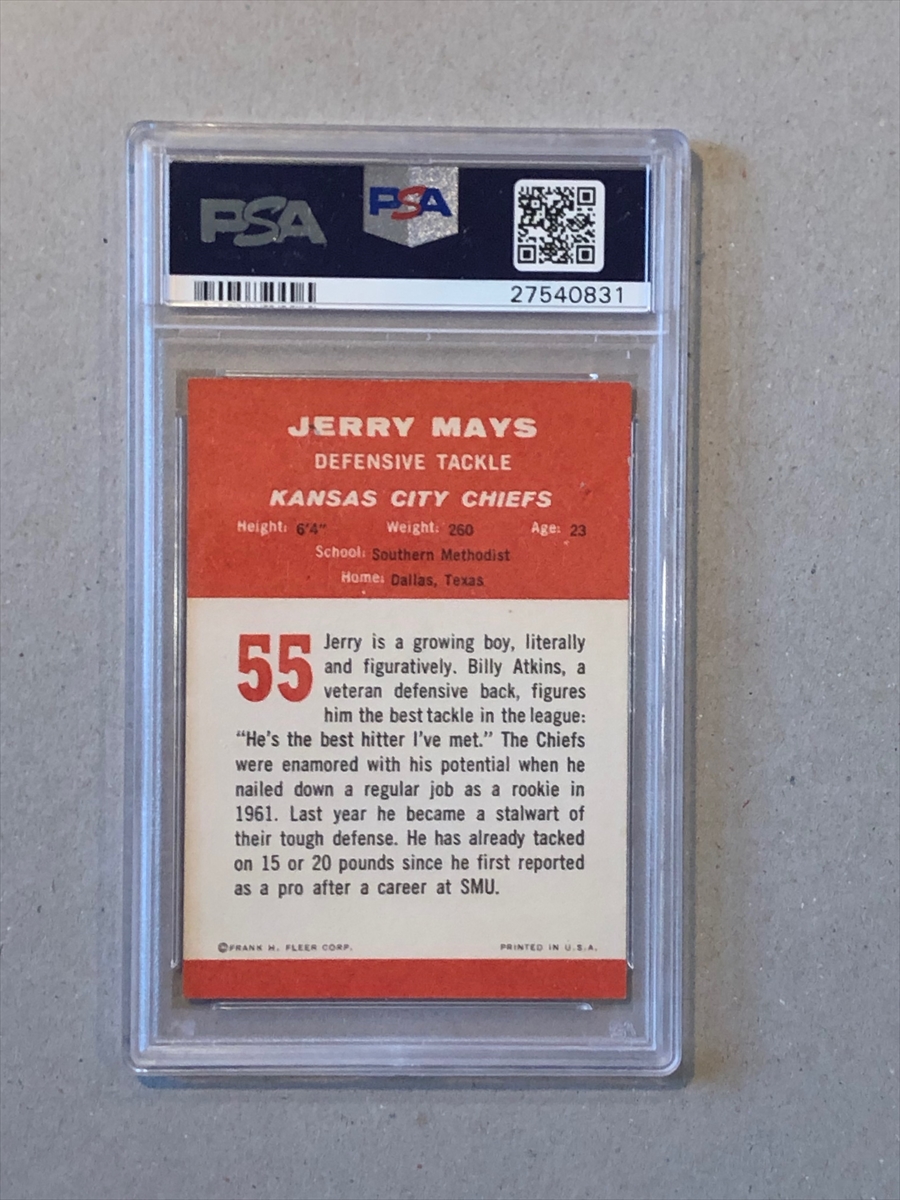 PSA PSA
27540831
JERRY MAYS
DEFENSIVE TACKLE
KANSAS CITY CHIEFS
Height: 6'4" Weight: 260 Age: 23
School: Southern Methodist
Home: Dallas, Texas
55 Jerry is a growing boy, literally
and figuratively. Billy Atkins, a
veteran defensive back, figures
him the best tackle in the league:
“He's the best hitter I've met.” The Chiefs
were enamored with his potential when he
nailed down a regular job as a rookie in
1961. Last year he became a stalwart of
their tough defense. He has already tacked
on 15 or 20 pounds since he first reported
as a pro after a career at SMU.
©FRANK H. FLEER CORP. PRINTED IN U.S.A.